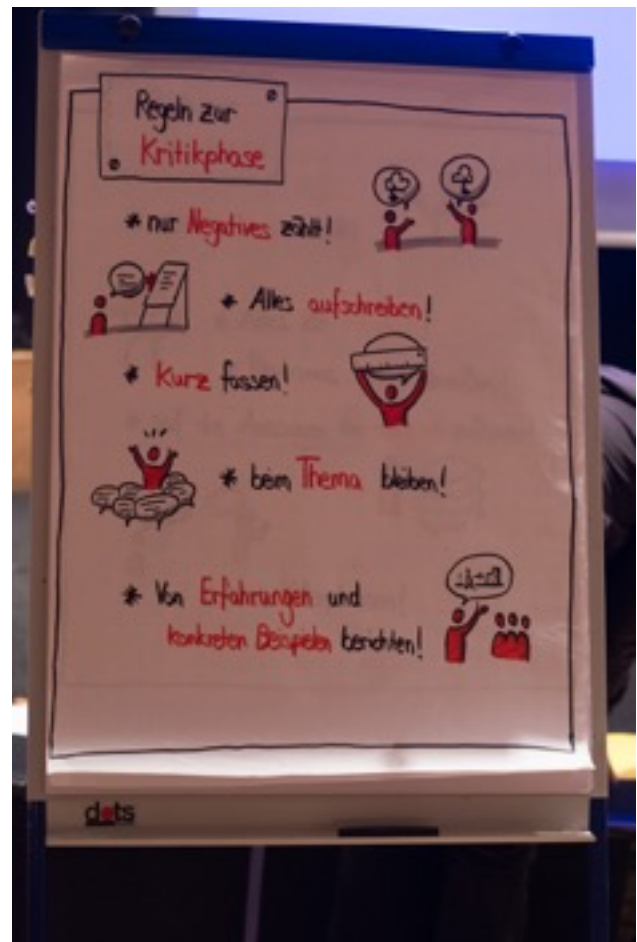 Regeln zur
Kritikphase
* nur Negatives zählt!
* Alles aufschreiben!
* Kurz fassen!
* beim Thema bleiben!
* Von Erfahrungen und
konkreten Beispielen berichten!
dots